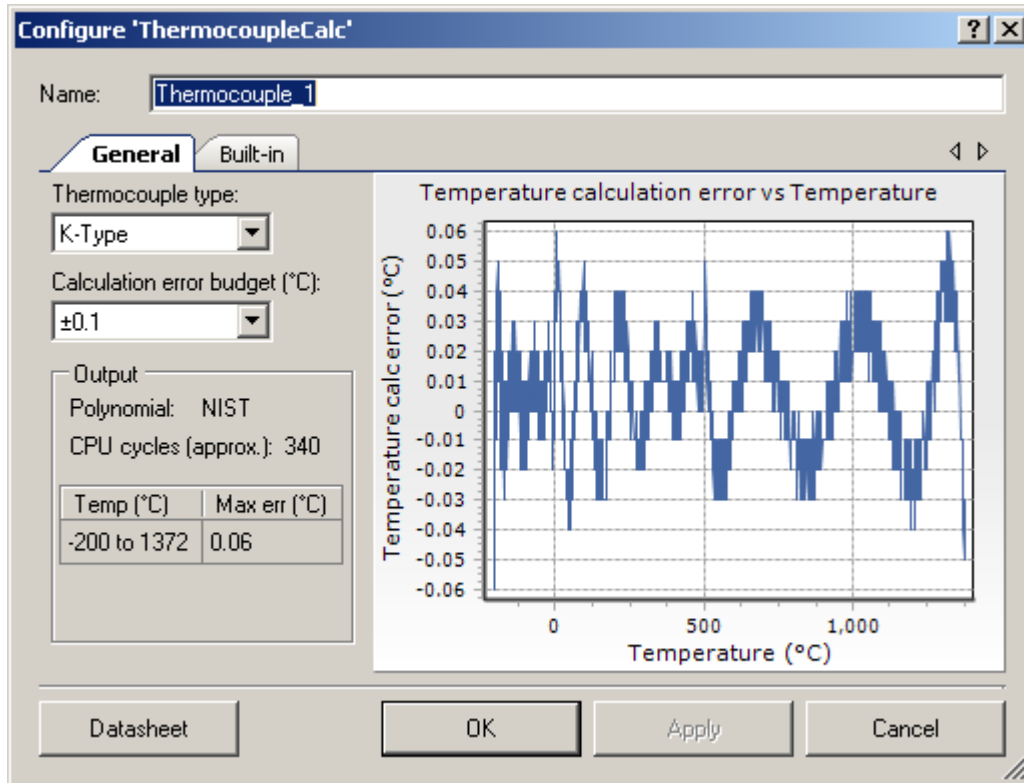 Configure 'ThermocoupleCalc'
Name: Thermocouple_1
General Built-in
Thermocouple type:
K-Type
Calculation error budget (°C):
±0.1
Output
Polynomial: NIST
CPU cycles (approx.): 340
Temp (°C) Max err (°C)
-200 to 1372 0.06
Temperature calculation error vs Temperature
Temperature calc error (°C)
0.06
0.05
0.04
0.03
0.02
0.01
0
-0.01
-0.02
-0.03
-0.04
-0.05
-0.06
0 500 1,000
Temperature (°C)
Datasheet OK Apply Cancel